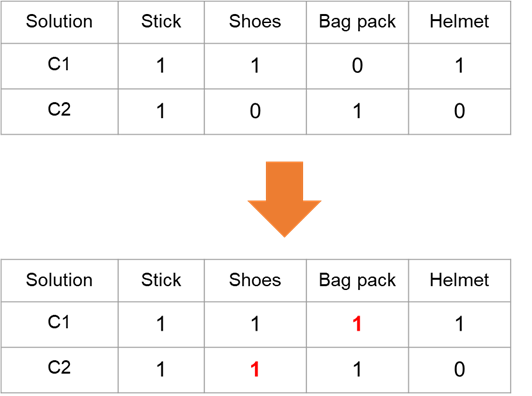 Solution Stick Shoes Bag pack Helmet
C1 1 1 0 1
C2 1 0 1 0
Solution Stick Shoes Bag pack Helmet
C1 1 1 1 1
C2 1 1 1 0